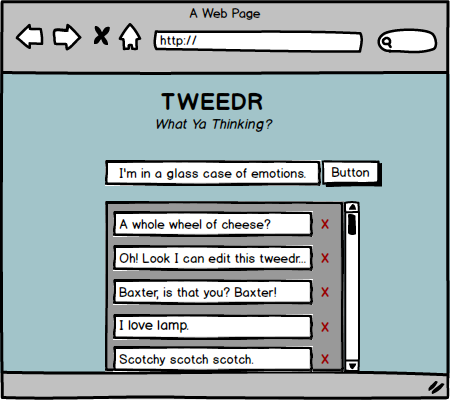 A Web Page
http://
TWEEDR
What Ya Thinking?
I'm in a glass case of emotions.
Button
A whole wheel of cheese?
X
Oh! Look I can edit this tweedr...
X
Baxter, is that you? Baxter!
X
I love lamp.
X
Scotchy scotch scotch.
X